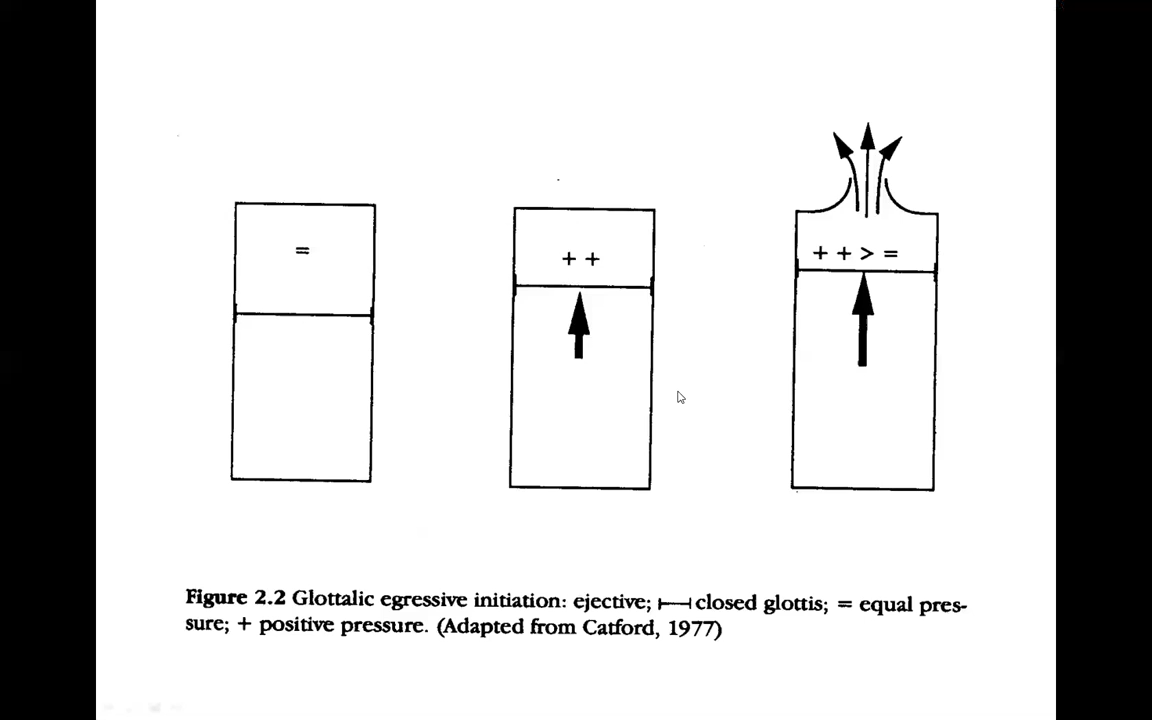 =
+ +
+ + > =
Figure 2.2 Glottalic egressive initiation: ejective; ⊢⊣ closed glottis; = equal pres-
sure; + positive pressure. (Adapted from Catford, 1977)